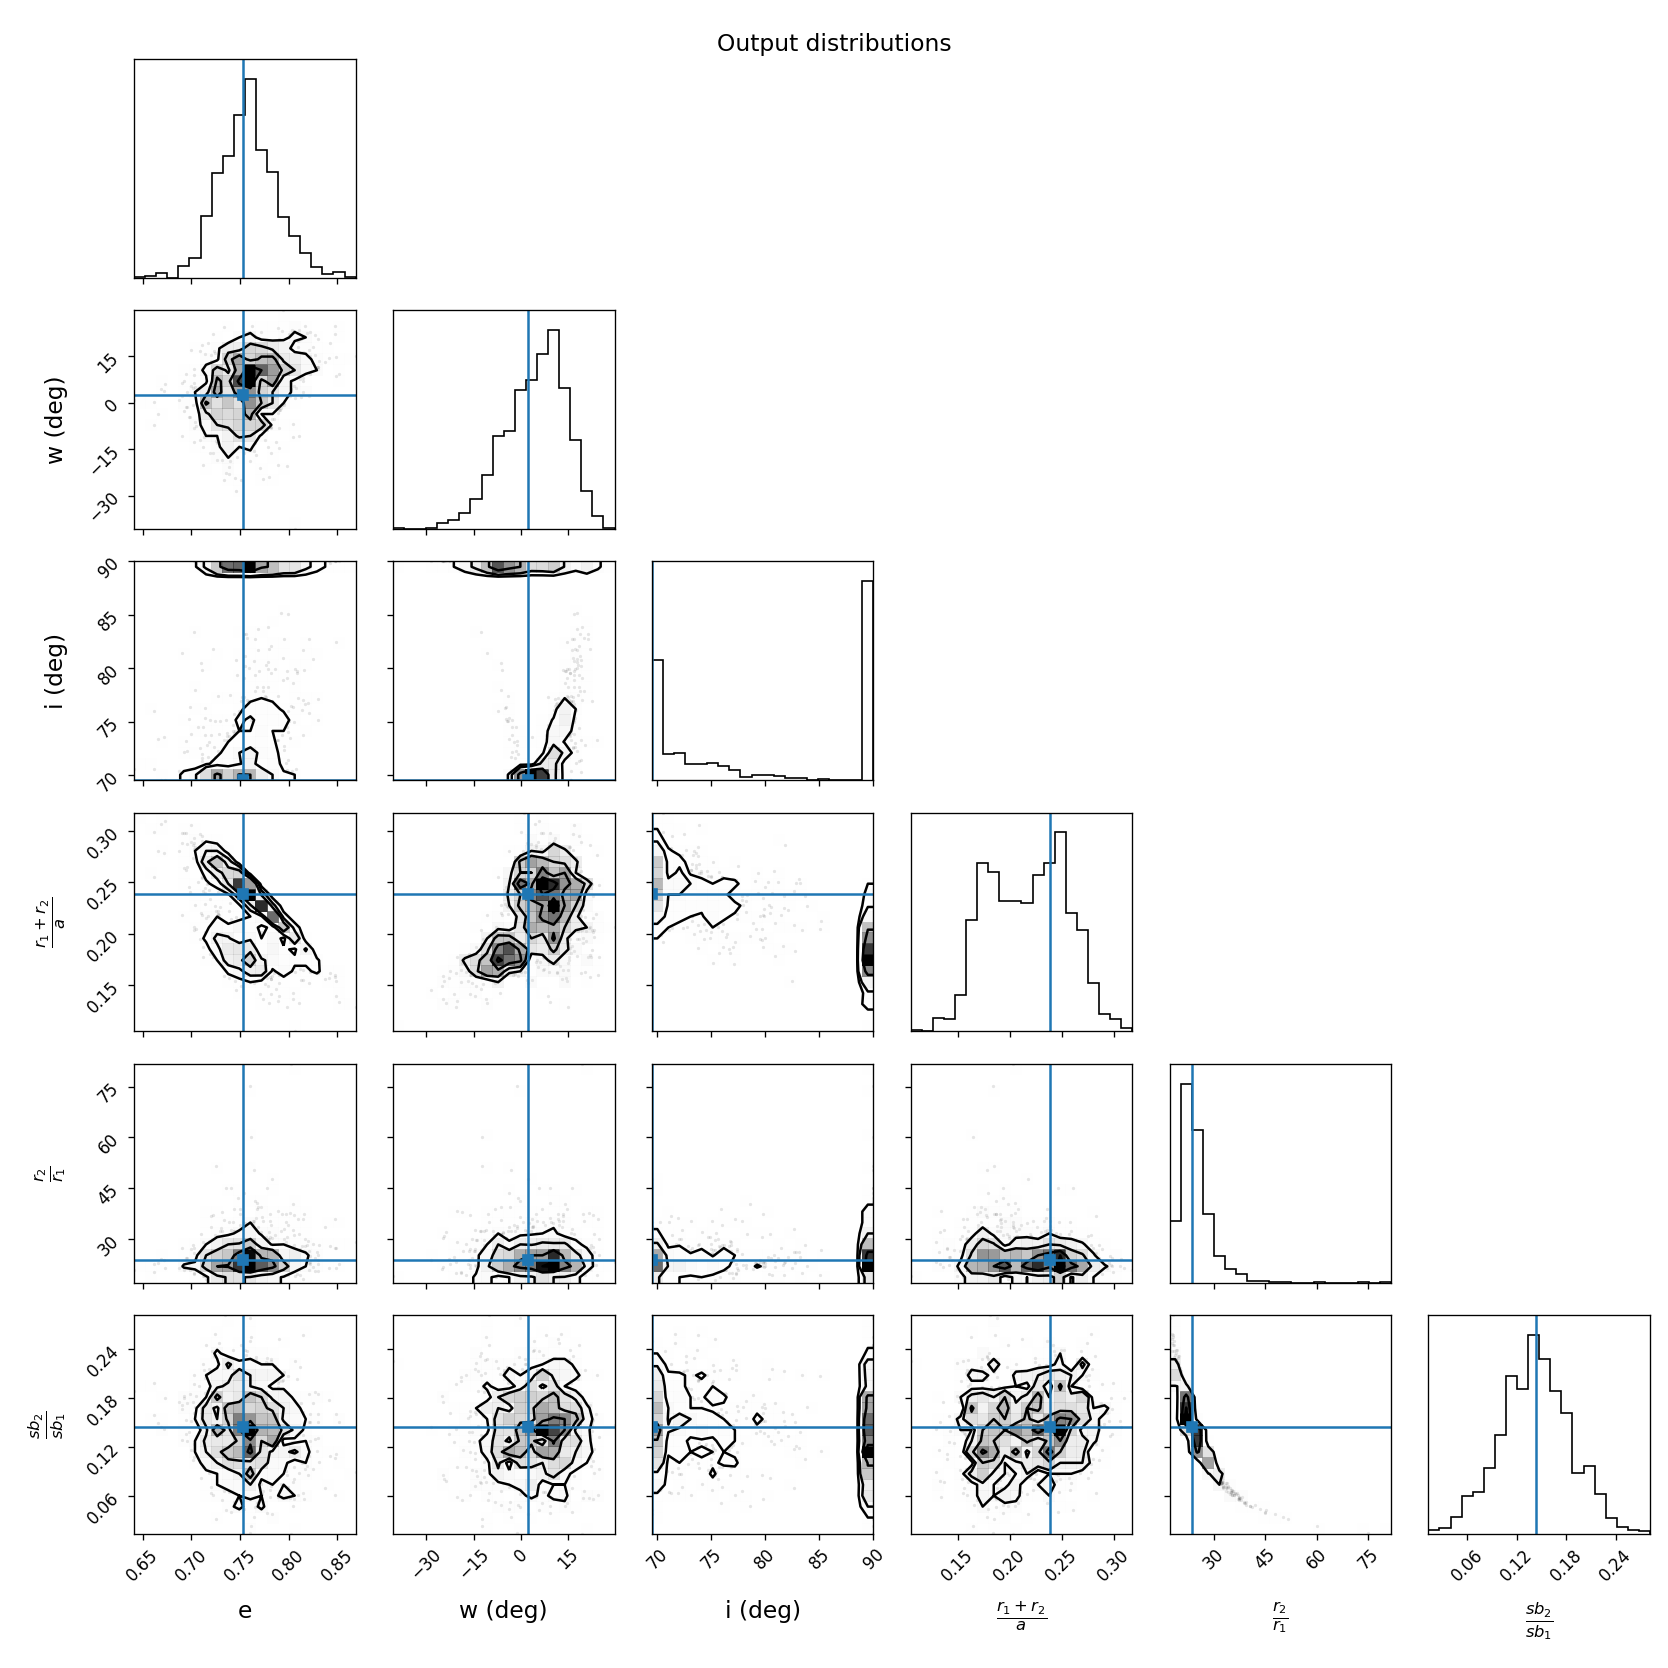 Output distributions
w (deg)
15
0
−15
−30
i (deg)
90
85
80
75
70
r₁ + r₂
a
0.30
0.25
0.20
0.15
r₂
r₁
75
60
45
30
sb₂
sb₁
0.24
0.18
0.12
0.06
0.65 0.70 0.75 0.80 0.85 −30 −15 0 15 70 75 80 85 90 0.15 0.20 0.25 0.30 30 45 60 75 0.06 0.12 0.18 0.24
e w (deg) i (deg)
r₁ + r₂
a
r₂
r₁
sb₂
sb₁